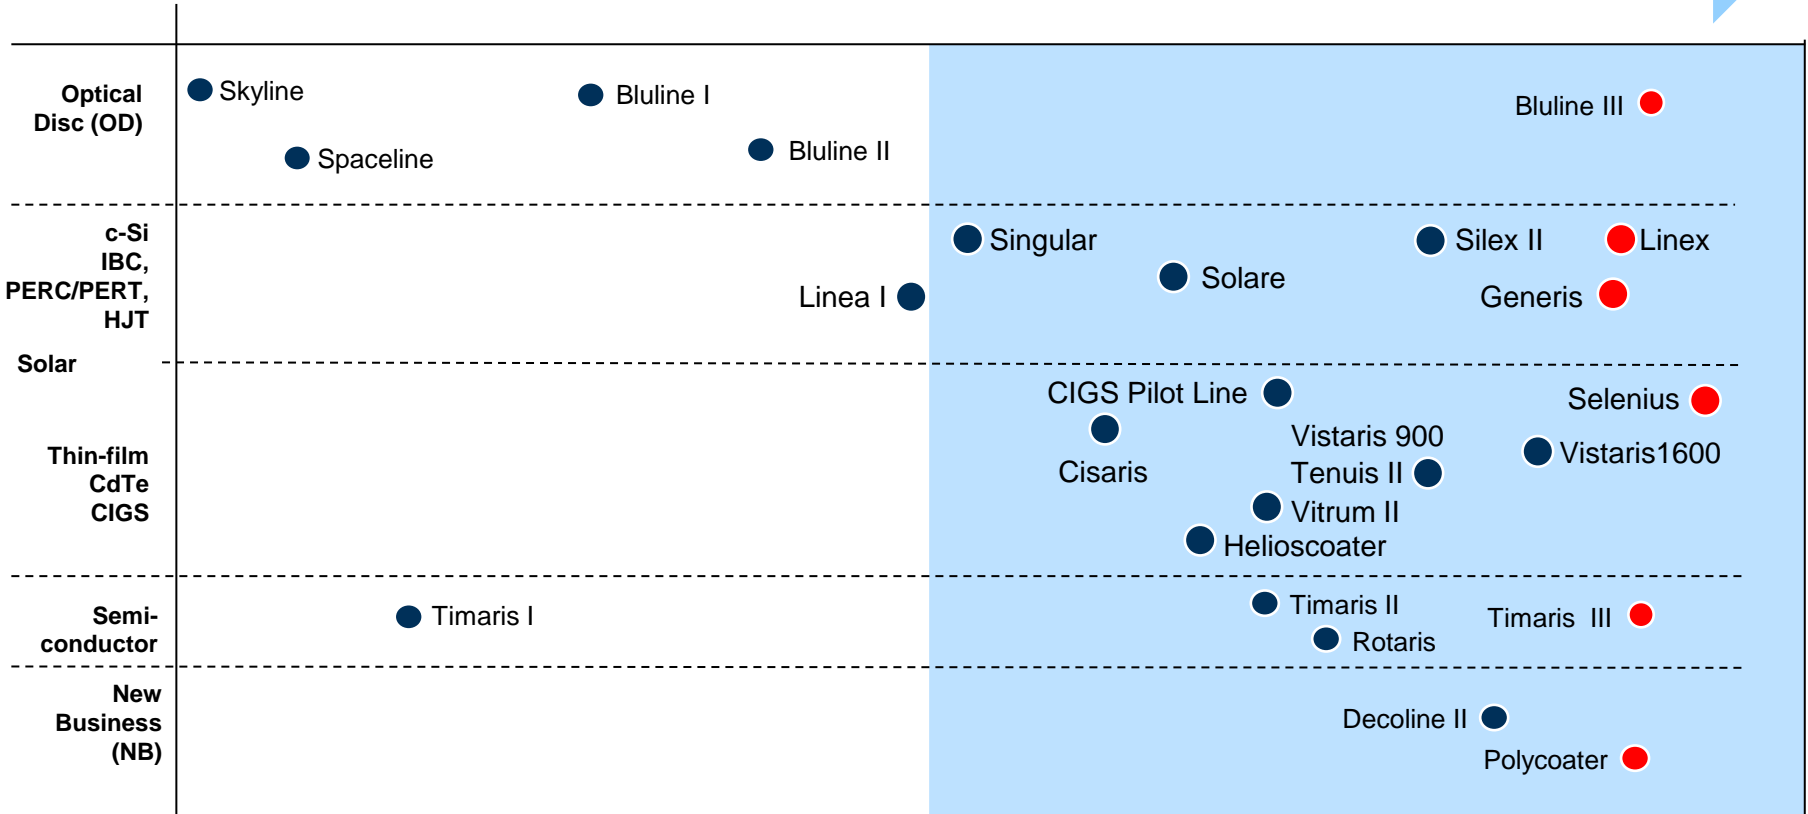 Optical
Disc (OD)
Skyline
Bluline I
Bluline III
Spaceline
Bluline II
c-Si
IBC,
PERC/PERT,
HJT
Singular
Silex II
Linex
Solare
Linea I
Generis
Solar
Thin-film
CdTe
CIGS
CIGS Pilot Line
Selenius
Vistaris 900
Vistaris1600
Cisaris
Tenuis II
Vitrum II
Helioscoater
Semi-
conductor
Timaris I
Timaris II
Timaris III
Rotaris
New
Business
(NB)
Decoline II
Polycoater